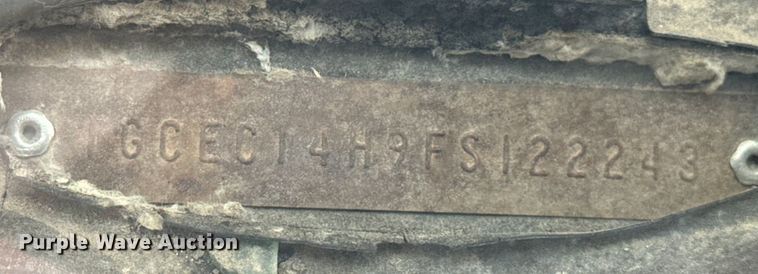 GCEC14H9FS122243
Purple Wave Auction